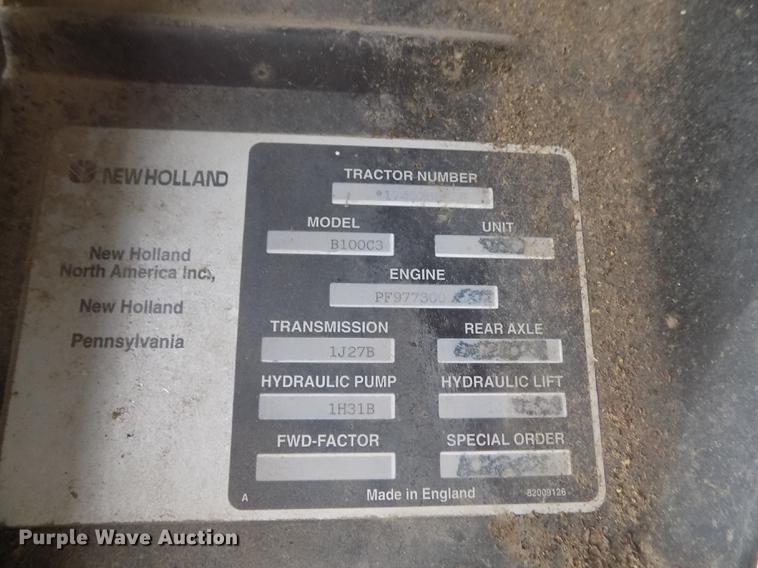 NEW HOLLAND
New Holland
North America Inc.,
New Holland
Pennsylvania
TRACTOR NUMBER
MODEL UNIT
B100C3
ENGINE
TRANSMISSION REAR AXLE
1J27B
HYDRAULIC PUMP HYDRAULIC LIFT
1H31B
FWD-FACTOR SPECIAL ORDER
A Made in England 82009126
Purple Wave Auction